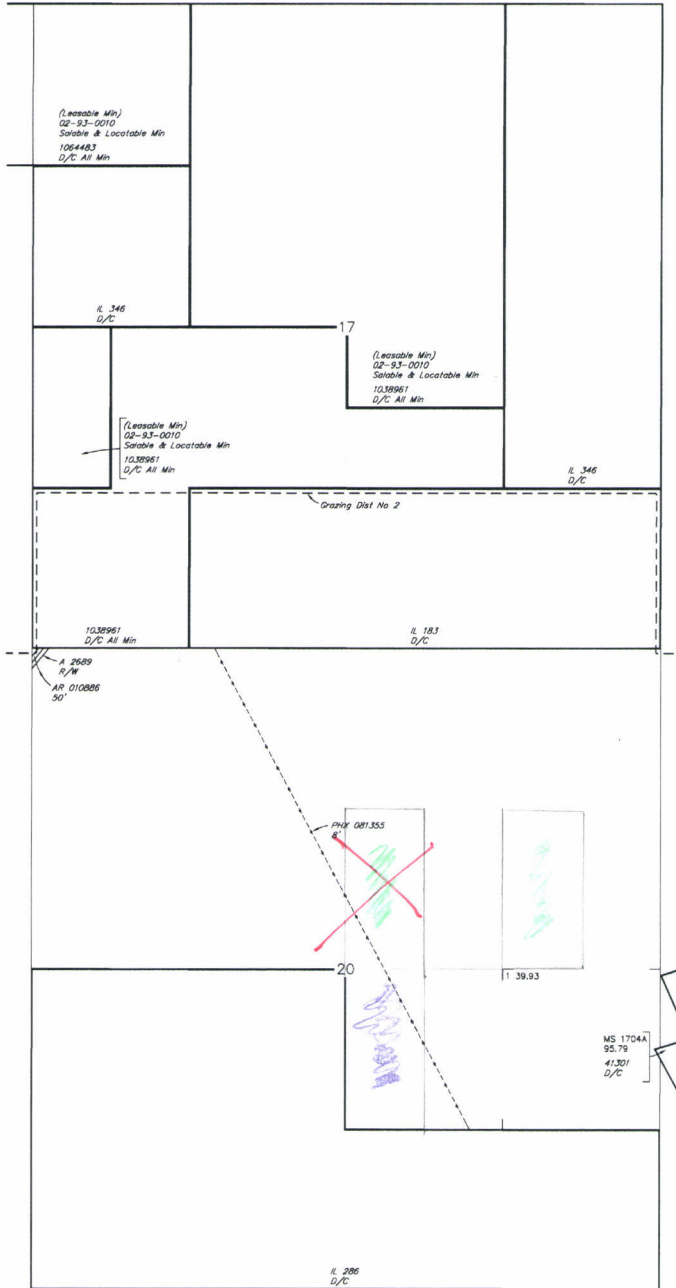 (Leasable Min)
02-93-0010
Salable & Locatable Min
1064483
D/C All Min
IL 346
D/C
17
(Leasable Min)
02-93-0010
Salable & Locatable Min
1038961
D/C All Min
(Leasable Min)
02-93-0010
Salable & Locatable Min
1038961
D/C All Min
IL 346
D/C
Grazing Dist No 2
1038961
D/C All Min
IL 183
D/C
A 2689
R/W
AR 010886
50'
PHX 081355
8'
20
1 39.93
MS 1704A
95.79
41301
D/C
IL 286
D/C